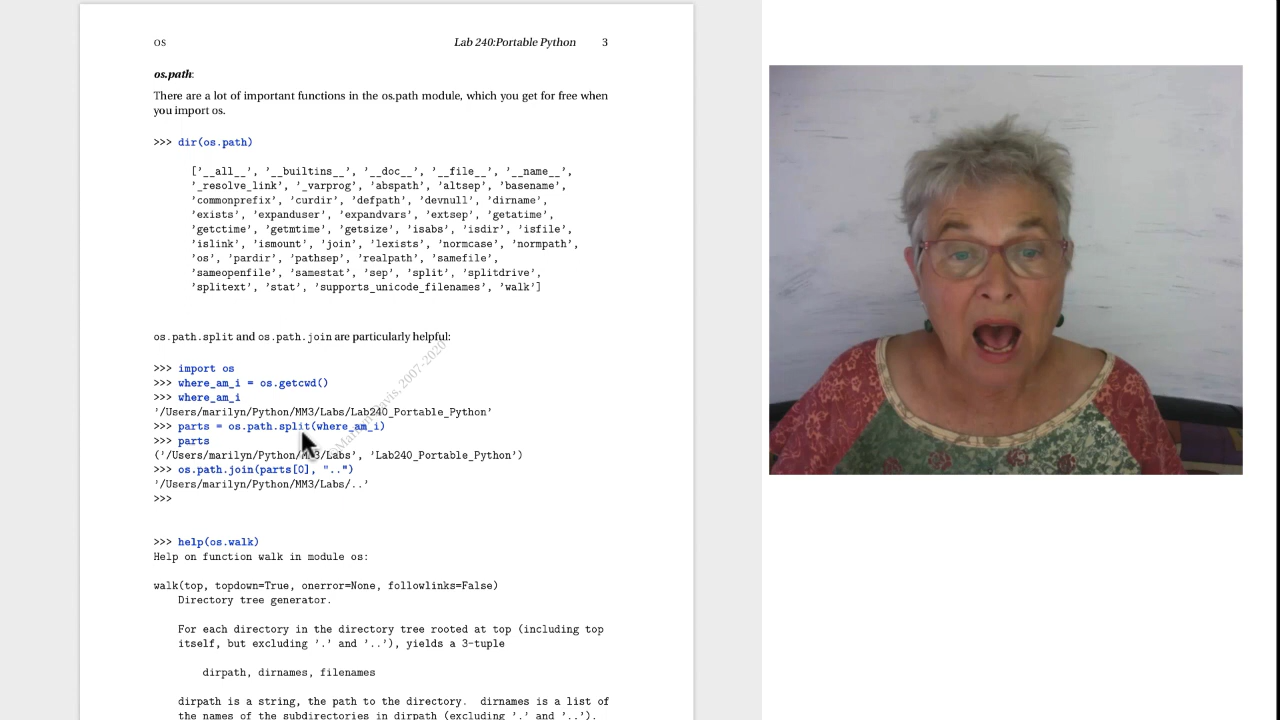 OS Lab 240:Portable Python 3
os.path:
There are a lot of important functions in the os.path module, which you get for free when
you import os.
>>> dir(os.path)
['__all__', '__builtins__', '__doc__', '__file__', '__name__',
'_resolve_link', '_varprog', 'abspath', 'altsep', 'basename',
'commonprefix', 'curdir', 'defpath', 'devnull', 'dirname',
'exists', 'expanduser', 'expandvars', 'extsep', 'getatime',
'getctime', 'getmtime', 'getsize', 'isabs', 'isdir', 'isfile',
'islink', 'ismount', 'join', 'lexists', 'normcase', 'normpath',
'os', 'pardir', 'pathsep', 'realpath', 'samefile',
'sameopenfile', 'samestat', 'sep', 'split', 'splitdrive',
'splitext', 'stat', 'supports_unicode_filenames', 'walk']
os.path.split and os.path.join are particularly helpful:
>>> import os
>>> where_am_i = os.getcwd()
>>> where_am_i
'/Users/marilyn/Python/MM3/Labs/Lab240_Portable_Python'
>>> parts = os.path.split(where_am_i)
>>> parts
('/Users/marilyn/Python/MM3/Labs', 'Lab240_Portable_Python')
>>> os.path.join(parts[0], "..")
'/Users/marilyn/Python/MM3/Labs/..'
>>>
>>> help(os.walk)
Help on function walk in module os:
walk(top, topdown=True, onerror=None, followlinks=False)
Directory tree generator.
For each directory in the directory tree rooted at top (including top
itself, but excluding '.' and '..'), yields a 3-tuple
dirpath, dirnames, filenames
dirpath is a string, the path to the directory. dirnames is a list of
the names of the subdirectories in dirpath (excluding '.' and '..').
Davis, 2007-2020